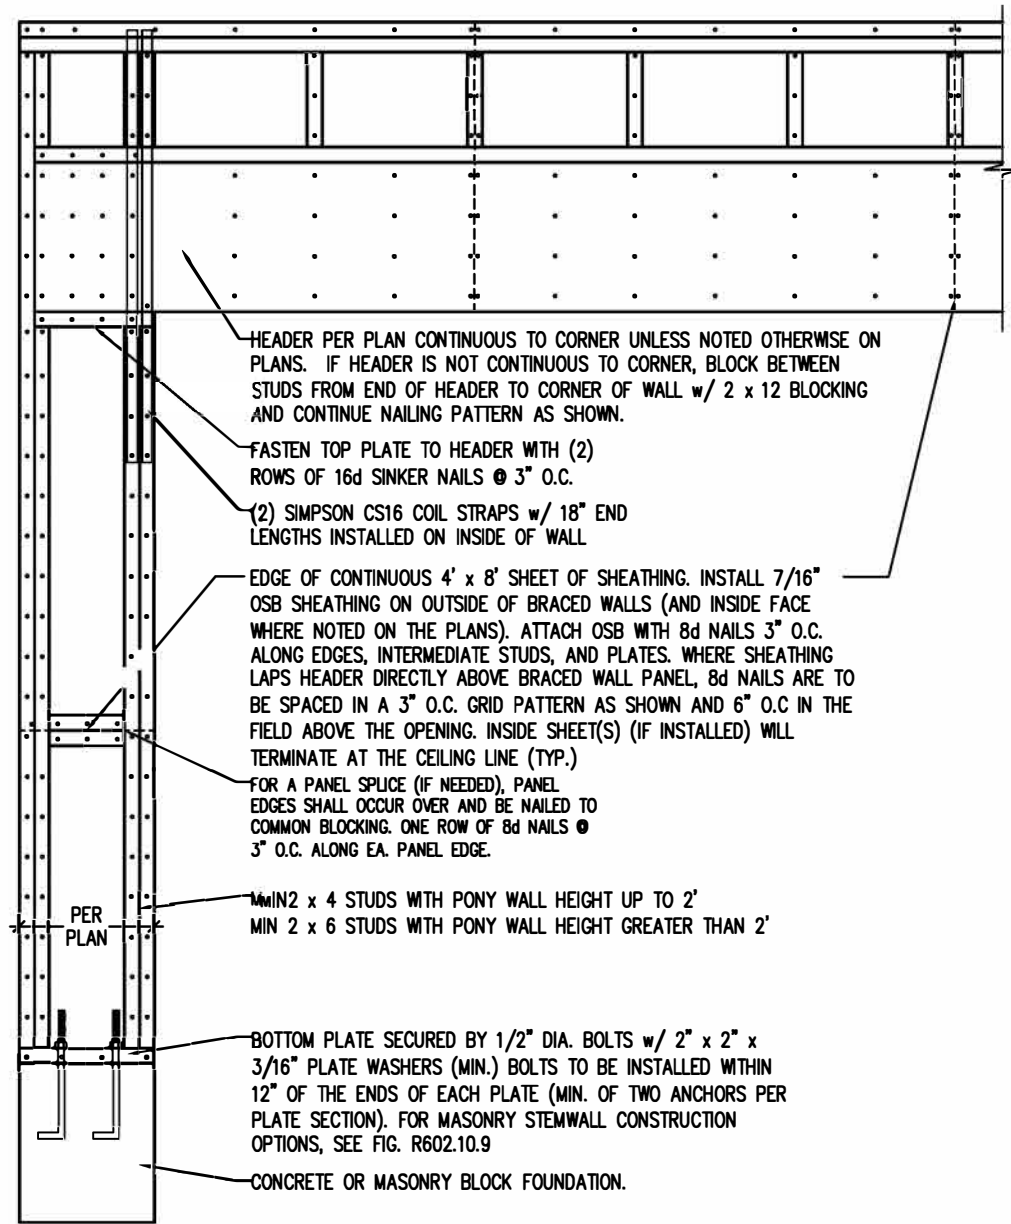 HEADER PER PLAN CONTINUOUS TO CORNER UNLESS NOTED OTHERWISE ON
PLANS. IF HEADER IS NOT CONTINUOUS TO CORNER, BLOCK BETWEEN
STUDS FROM END OF HEADER TO CORNER OF WALL w/ 2 x 12 BLOCKING
AND CONTINUE NAILING PATTERN AS SHOWN.
FASTEN TOP PLATE TO HEADER WITH (2)
ROWS OF 16d SINKER NAILS @ 3" O.C.
(2) SIMPSON CS16 COIL STRAPS w/ 18" END
LENGTHS INSTALLED ON INSIDE OF WALL
EDGE OF CONTINUOUS 4' x 8' SHEET OF SHEATHING. INSTALL 7/16"
OSB SHEATHING ON OUTSIDE OF BRACED WALLS (AND INSIDE FACE
WHERE NOTED ON THE PLANS). ATTACH OSB WITH 8d NAILS 3" O.C.
ALONG EDGES, INTERMEDIATE STUDS, AND PLATES. WHERE SHEATHING
LAPS HEADER DIRECTLY ABOVE BRACED WALL PANEL, 8d NAILS ARE TO
BE SPACED IN A 3" O.C. GRID PATTERN AS SHOWN AND 6" O.C IN THE
FIELD ABOVE THE OPENING. INSIDE SHEET(S) (IF INSTALLED) WILL
TERMINATE AT THE CEILING LINE (TYP.)
FOR A PANEL SPLICE (IF NEEDED), PANEL
EDGES SHALL OCCUR OVER AND BE NAILED TO
COMMON BLOCKING. ONE ROW OF 8d NAILS @
3" O.C. ALONG EA. PANEL EDGE.
MMIN2 x 4 STUDS WITH PONY WALL HEIGHT UP TO 2'
MIN 2 x 6 STUDS WITH PONY WALL HEIGHT GREATER THAN 2'
PER
PLAN
BOTTOM PLATE SECURED BY 1/2" DIA. BOLTS w/ 2" x 2" x
3/16" PLATE WASHERS (MIN.) BOLTS TO BE INSTALLED WITHIN
12" OF THE ENDS OF EACH PLATE (MIN. OF TWO ANCHORS PER
PLATE SECTION). FOR MASONRY STEMWALL CONSTRUCTION
OPTIONS, SEE FIG. R602.10.9
CONCRETE OR MASONRY BLOCK FOUNDATION.